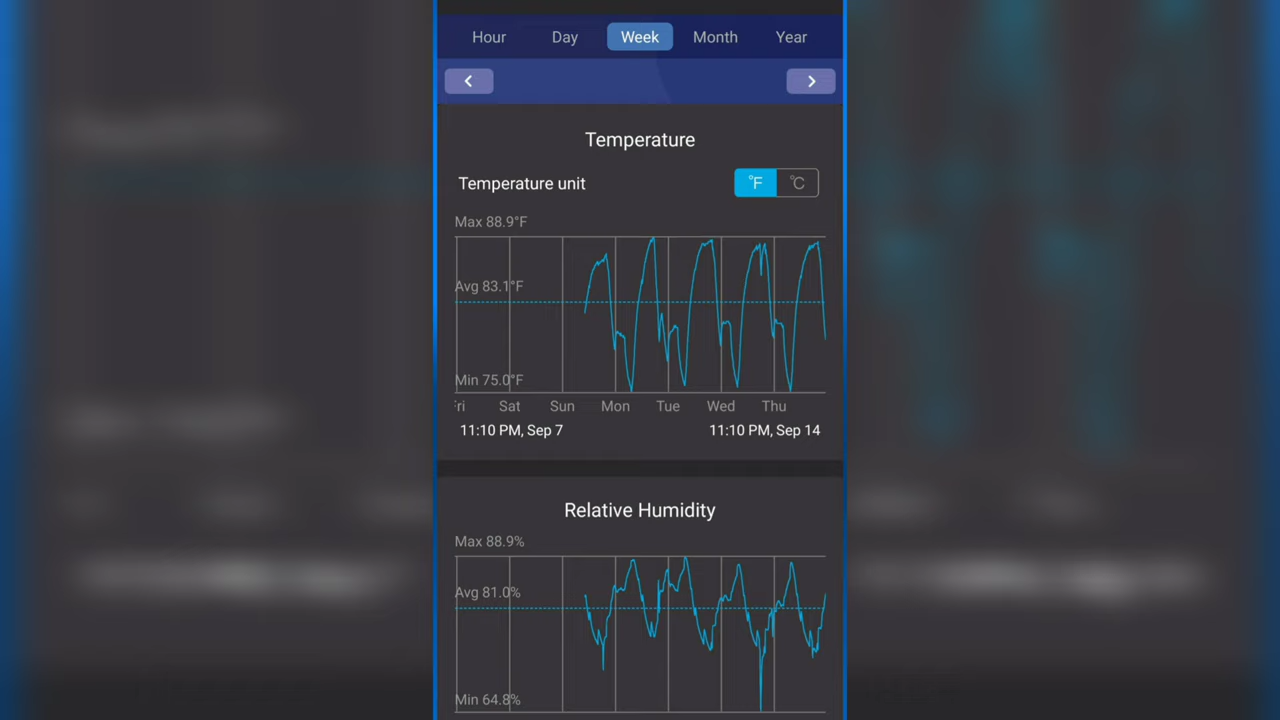 Hour Day Week Month Year
Temperature
Temperature unit °F °C
Max 88.9°F
Avg 83.1°F
Min 75.0°F
Fri Sat Sun Mon Tue Wed Thu
11:10 PM, Sep 7 11:10 PM, Sep 14
Relative Humidity
Max 88.9%
Avg 81.0%
Min 64.8%